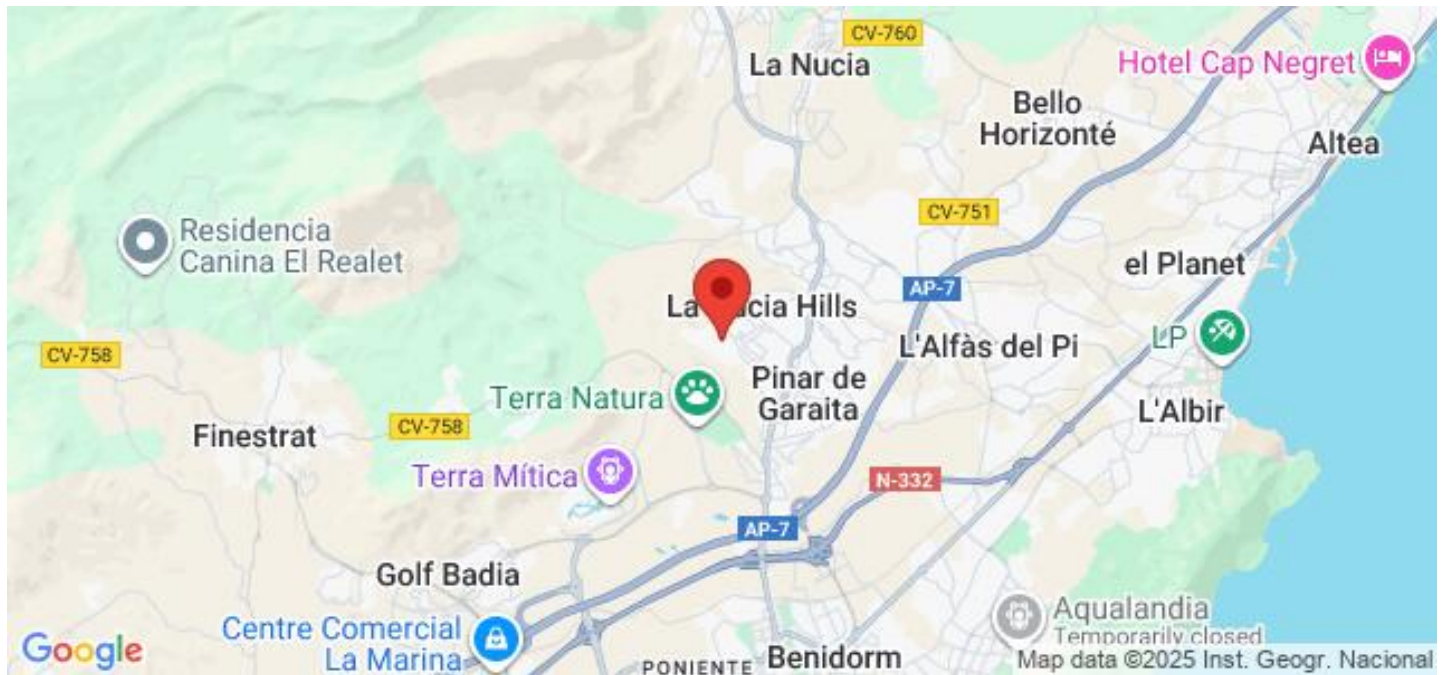 CV-760
La Nucia
Hotel Cap Negret
Bello
Horizonté
Altea
CV-751
Residencia
Canina El Realet
el Planet
AP-7
La Nucia Hills
LP
L'Alfàs del Pi
CV-758
Pinar de
Garaita
Terra Natura
L'Albir
CV-758
Finestrat
Terra Mítica
N-332
AP-7
Golf Badia
Aqualandia
Temporarily closed
Centre Comercial
La Marina
Google
PONIENTE
Benidorm
Map data ©2025 Inst. Geogr. Nacional